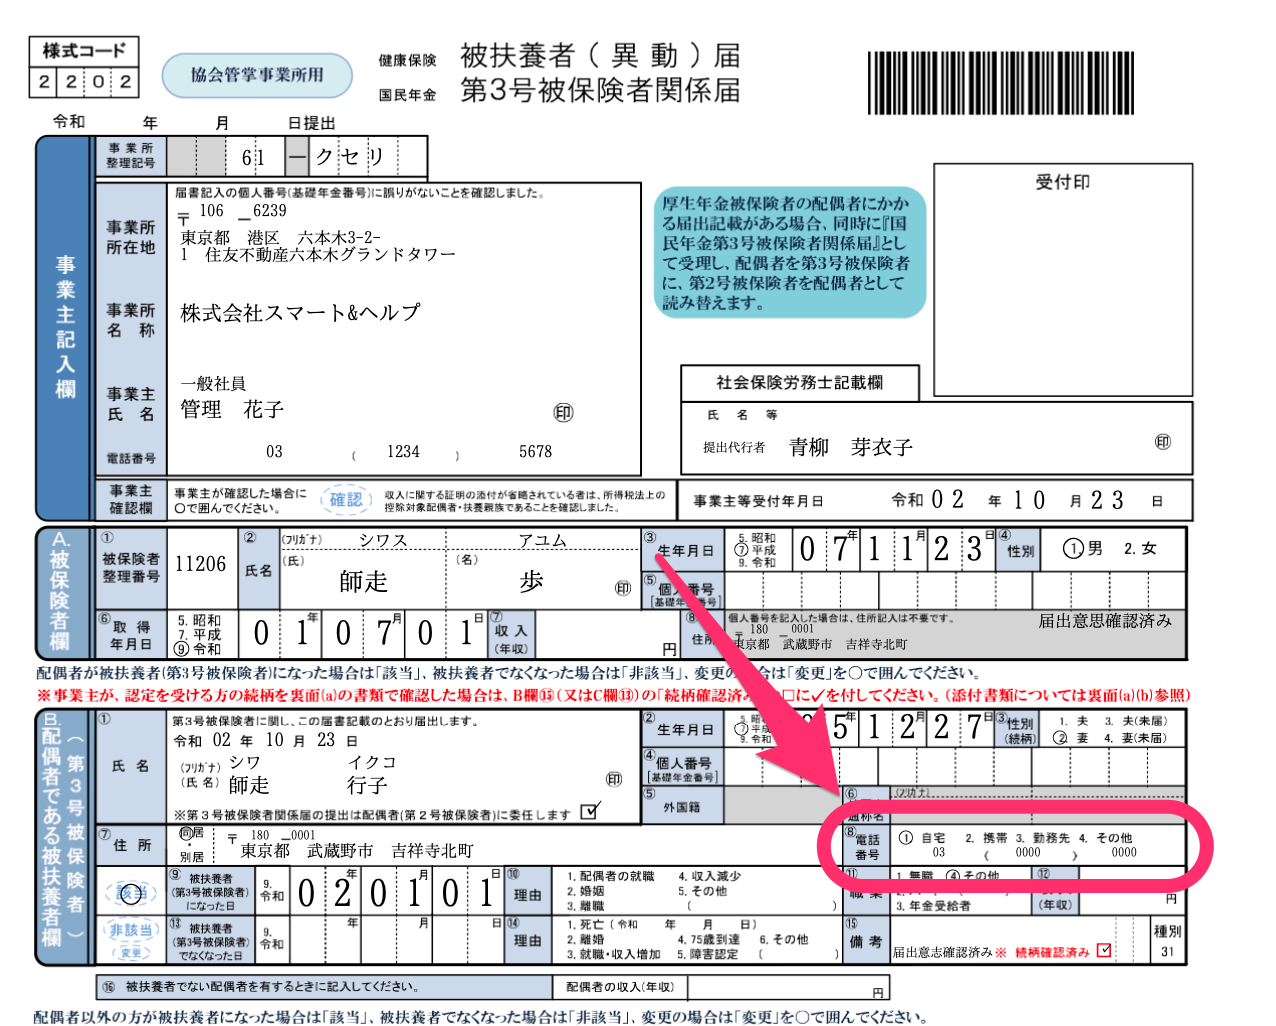 様式コード
2 2 0 2
協会管掌事業所用
健康保険 被扶養者（異動）届
国民年金 第3号被保険者関係届
令和 年 月 日提出
事業主記入欄
事業所整理記号 61 ー クセリ
届書記入の個人番号(基礎年金番号)に誤りがないことを確認しました。
事業所所在地
〒 106 _6239
東京都 港区 六本木3-2-
1 住友不動産六本木グランドタワー
事業所名称 株式会社スマート&ヘルプ
一般社員
事業主氏名 管理 花子 ㊞
電話番号 03 ( 1234 ) 5678
厚生年金被保険者の配偶者にかか
る届出記載がある場合、同時に『国
民年金第3号被保険者関係届』とし
て受理し、配偶者を第3号被保険者
に、第2号被保険者を配偶者として
読み替えます。
受付印
社会保険労務士記載欄
氏名等
提出代行者 青柳 芽衣子 ㊞
事業主確認欄
事業主が確認した場合に
○で囲んでください。
確認
収入に関する証明の添付が省略されている者は、所得税法上の
控除対象配偶者・扶養親族であることを確認しました。
事業主等受付年月日 令和 02 年 10 月 23 日
A.被保険者欄
① 被保険者整理番号 11206
② 氏名 (フリガナ) シワス アユム
(氏) 師走 (名) 歩 ㊞
③ 生年月日 5.昭和 ⑦平成 9.令和 07年11月23日
④ 性別 ①男 2.女
⑤ 個人番号
[基礎年金番号]
⑥ 取得年月日 5.昭和 7.平成 ⑨令和 01年07月01日
⑦ 収入(年収) 円
⑧ 住所 個人番号を記入した場合は、住所記入は不要です。
届出意思確認済み
〒 180 _0001
東京都 武蔵野市 吉祥寺北町
配偶者が被扶養者(第3号被保険者)になった場合は「該当」、被扶養者でなくなった場合は「非該当」、変更の場合は「変更」を○で囲んでください。
※事業主が、認定を受ける方の続柄を裏面(a)の書類で確認した場合は、B欄⑮(又はC欄⑬)の「続柄確認済み」の□に✓を付してください。(添付書類については裏面(a)(b)参照)
B.配偶者である被扶養者欄(第3号被保険者)
① 氏名
第3号被保険者に関し、この届書記載のとおり届出します。
令和 02 年 10 月 23 日
(フリガナ) シワ イクコ
(氏名) 師走 行子 ㊞
※第3号被保険者関係届の提出は配偶者(第2号被保険者)に委任します ☑
② 生年月日 ⑦平成 9.令和 5年12月27日
③ 性別(続柄) 1. 夫 3. 夫(未届)
② 妻 4. 妻(未届)
④ 個人番号
[基礎年金番号]
⑤ 外国籍
⑥ 通称名 (フリガナ)
⑦ 住所 同居・別居 〒 180 _0001
東京都 武蔵野市 吉祥寺北町
⑧ 電話番号 ① 自宅 2. 携帯 3. 勤務先 4. その他
03 ( 0000 ) 0000
該当
⑨ 被扶養者(第3号被保険者)になった日 9.令和 02年01月01日
⑩ 理由 1. 配偶者の就職 4. 収入減少
2. 婚姻 5. その他
3. 離職 ( )
⑪ 職業 1. 無職 ④その他
3. 年金受給者
⑫ (年収) 円
非該当
変更
⑬ 被扶養者(第3号被保険者)でなくなった日 9.令和 年 月 日
⑭ 理由 1. 死亡(令和 年 月 日)
2. 離婚 4. 75歳到達 6. その他
3. 就職・収入増加 5. 障害認定 ( )
⑮ 備考 届出意志確認済み※ 続柄確認済み ☑
種別
31
⑯ 被扶養者でない配偶者を有するときに記入してください。 配偶者の収入(年収) 円
配偶者以外の方が被扶養者になった場合は「該当」、被扶養者でなくなった場合は「非該当」、変更の場合は「変更」を○で囲んでください。